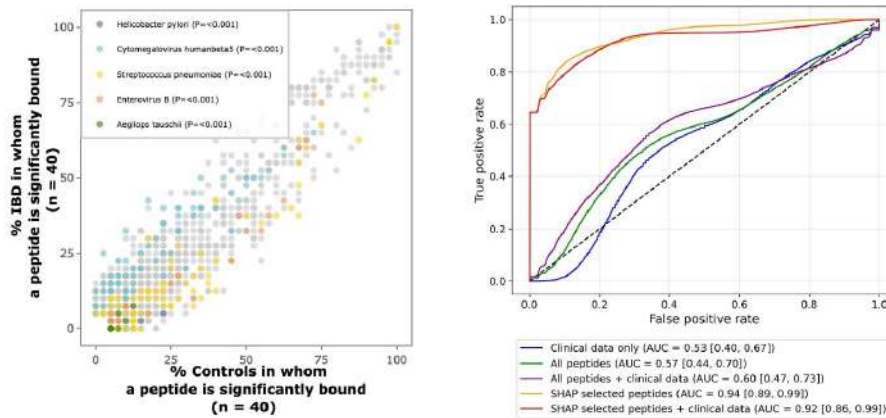 Helicobacter pylori (P=<0.001)
Cytomegalovirus humanbeta5 (P=<0.001)
Streptococcus pneumoniae (P=<0.001)
Enterovirus B (P=<0.001)
Aegilops tauschii (P=<0.001)
100
75
50
25
0
% IBD in whom
a peptide is significantly bound
(n = 40)
0 25 50 75 100
% Controls in whom
a peptide is significantly bound
(n = 40)
1.0
0.8
0.6
0.4
0.2
0.0
True positive rate
0.0 0.2 0.4 0.6 0.8 1.0
False positive rate
Clinical data only (AUC = 0.53 [0.40, 0.67])
All peptides (AUC = 0.57 [0.44, 0.70])
All peptides + clinical data (AUC = 0.60 [0.47, 0.73])
SHAP selected peptides (AUC = 0.94 [0.89, 0.99])
SHAP selected peptides + clinical data (AUC = 0.92 [0.86, 0.99])